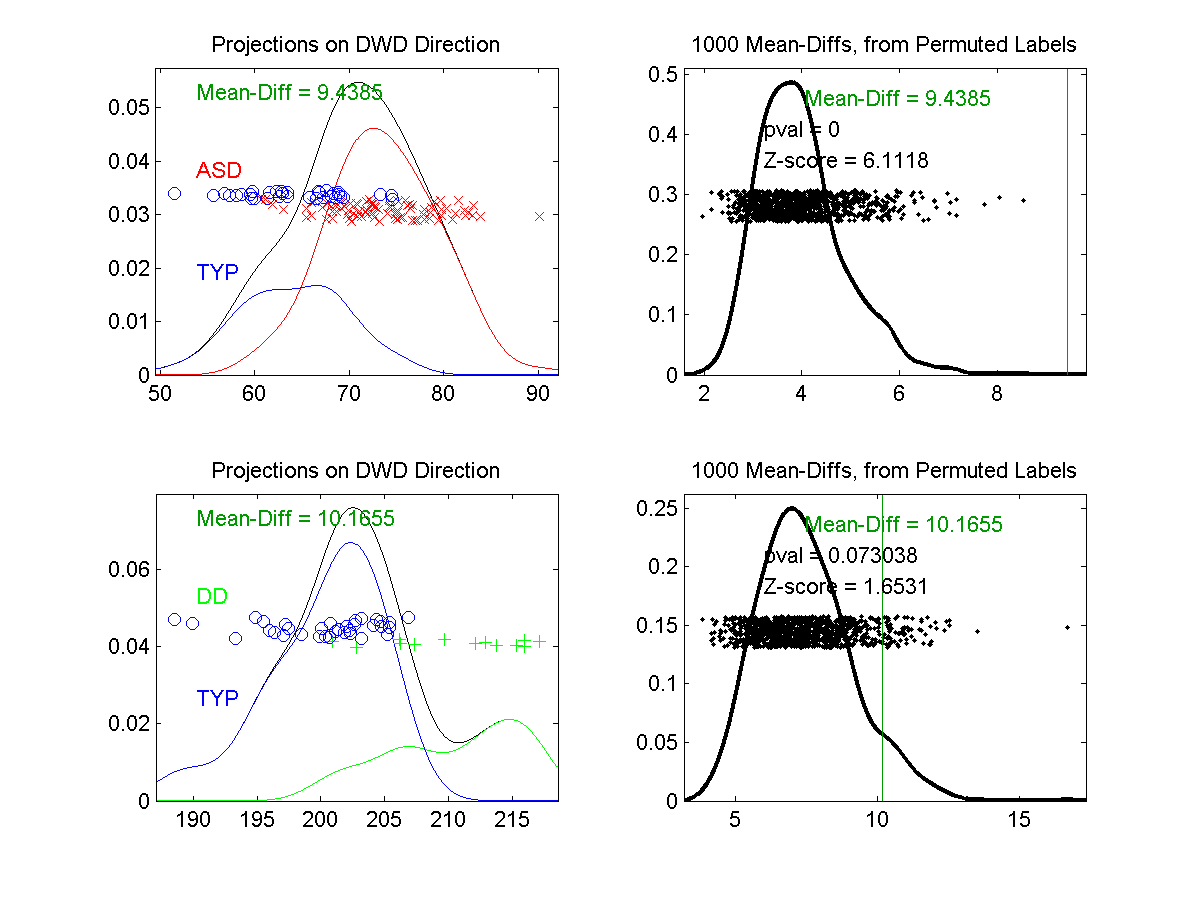 Projections on DWD Direction
Mean-Diff = 9.4385
ASD
TYP
0.05
0.04
0.03
0.02
0.01
0
50
60
70
80
90
1000 Mean-Diffs, from Permuted Labels
Mean-Diff = 9.4385
pval = 0
Z-score = 6.1118
0.5
0.4
0.3
0.2
0.1
0
2
4
6
8
Projections on DWD Direction
Mean-Diff = 10.1655
DD
TYP
0.06
0.04
0.02
0
190
195
200
205
210
215
1000 Mean-Diffs, from Permuted Labels
Mean-Diff = 10.1655
pval = 0.073038
Z-score = 1.6531
0.25
0.2
0.15
0.1
0.05
0
5
10
15